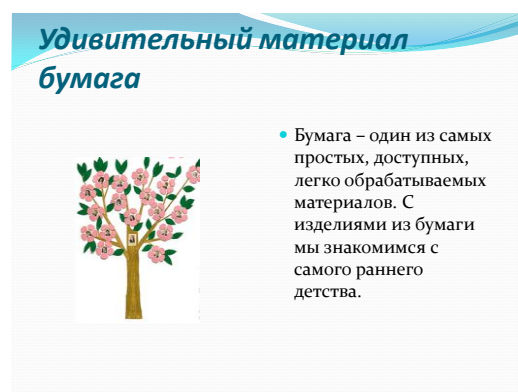 Удивительный материал
бумага
Бумага – один из самых
простых, доступных,
легко обрабатываемых
материалов. С
изделиями из бумаги
мы знакомимся с
самого раннего
детства.